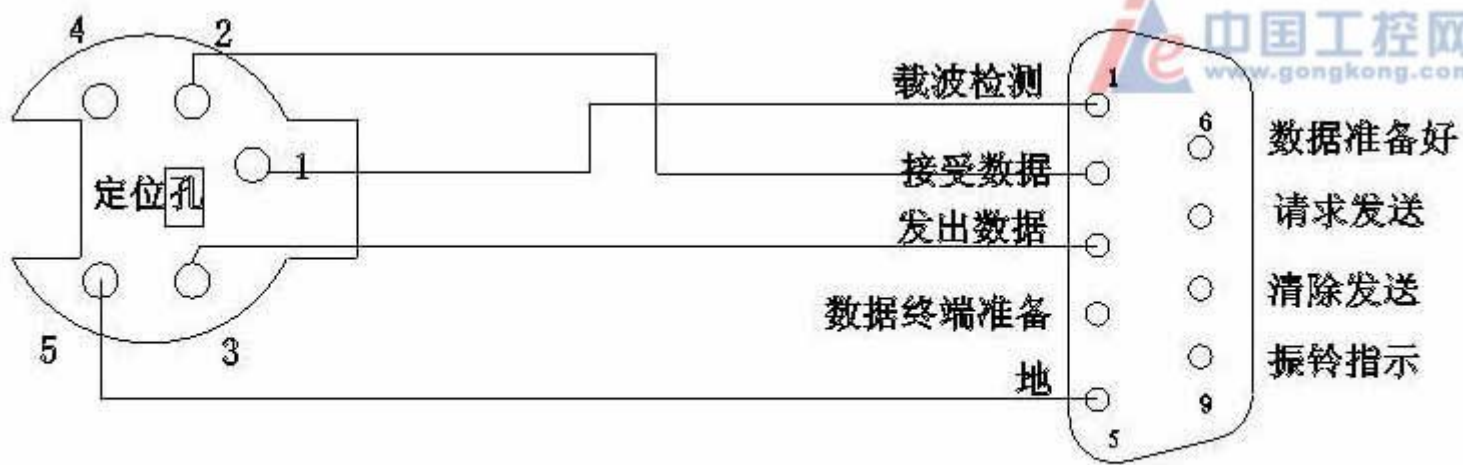 中国工控网
www.gongkong.com
4
2
1
定位孔
5
3
载波检测
接受数据
发出数据
数据终端准备
地
1
6
5
9
数据准备好
请求发送
清除发送
振铃指示